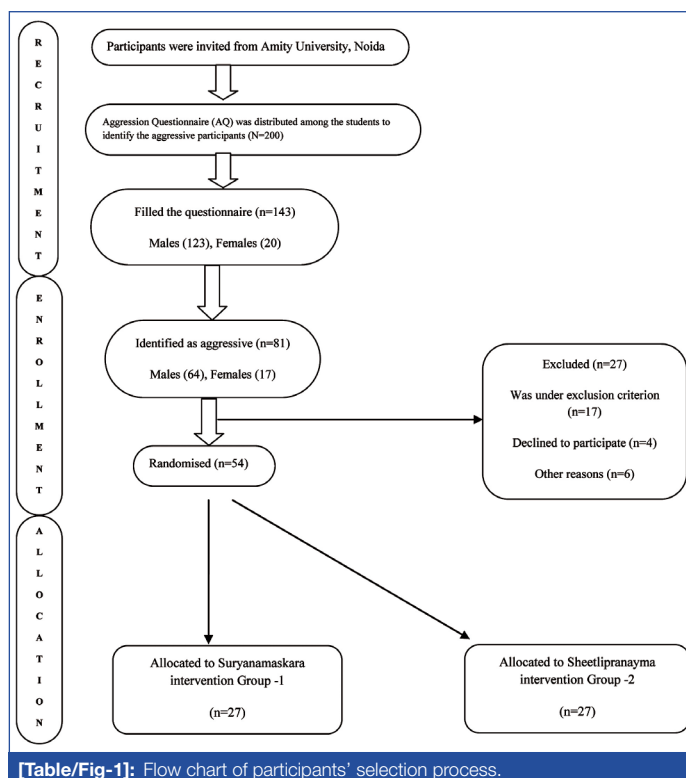 RECRUITMENT
Participants were invited from Amity University, Noida
Aggression Questionnaire (AQ) was distributed among the students to
identify the aggressive participants (N=200)
Filled the questionnaire (n=143)
Males (123), Females (20)
ENROLLMENT
Identified as aggressive (n=81)
Males (64), Females (17)
Excluded (n=27)
Was under exclusion criterion
(n=17)
Declined to participate (n=4)
Other reasons (n=6)
Randomised (n=54)
ALLOCATION
Allocated to Suryanamaskara
intervention Group -1
(n=27)
Allocated to Sheetlipranayma
intervention Group -2
(n=27)
[Table/Fig-1]: Flow chart of participants’ selection process.